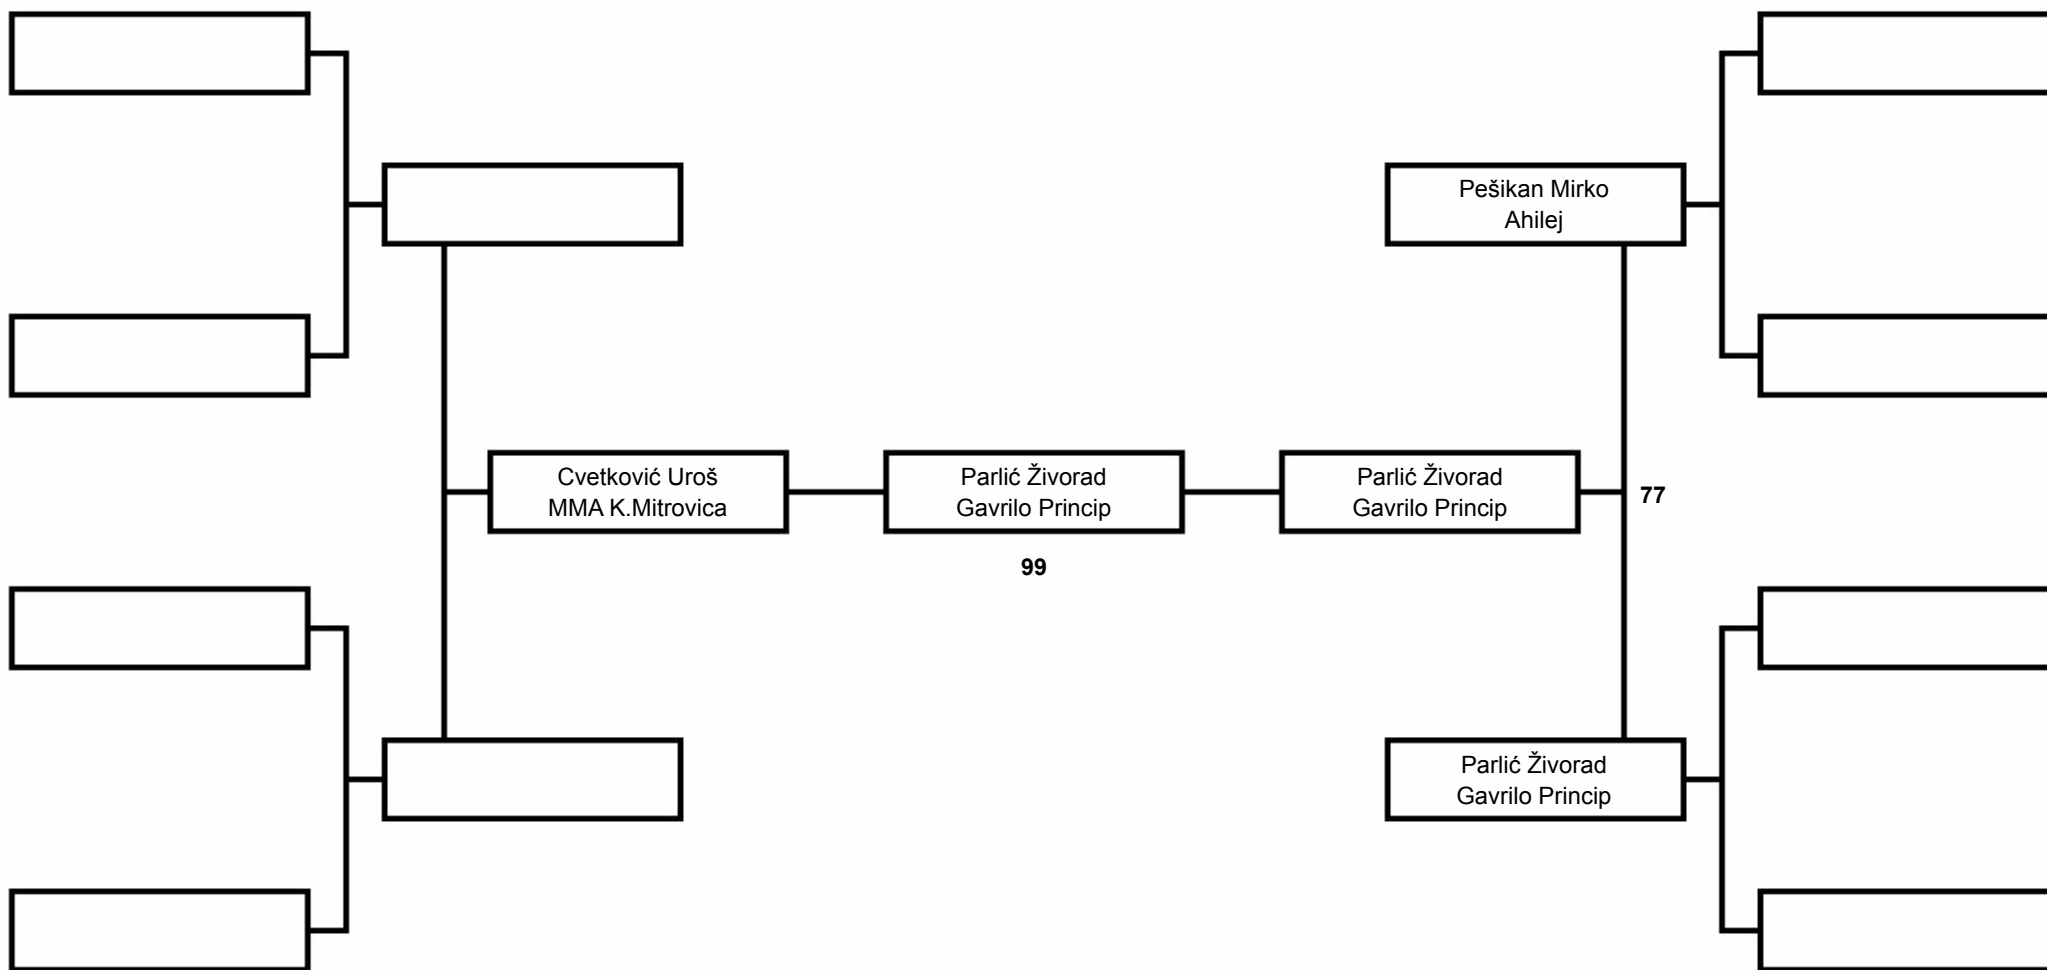 Pešikan Mirko
Ahilej
Cvetković Uroš
MMA K.Mitrovica
Parlić Živorad
Gavrilo Princip
Parlić Živorad
Gavrilo Princip
77
99
Parlić Živorad
Gavrilo Princip